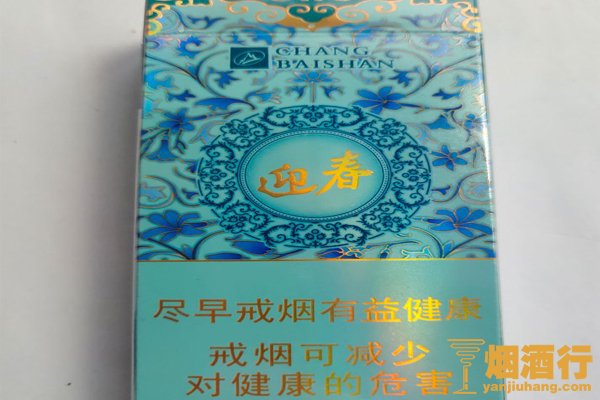 CHANG
BAISHAN
迎春
尽早戒烟有益健康
戒烟可减少
对健康的危害
烟酒行
yanjiuhang.com